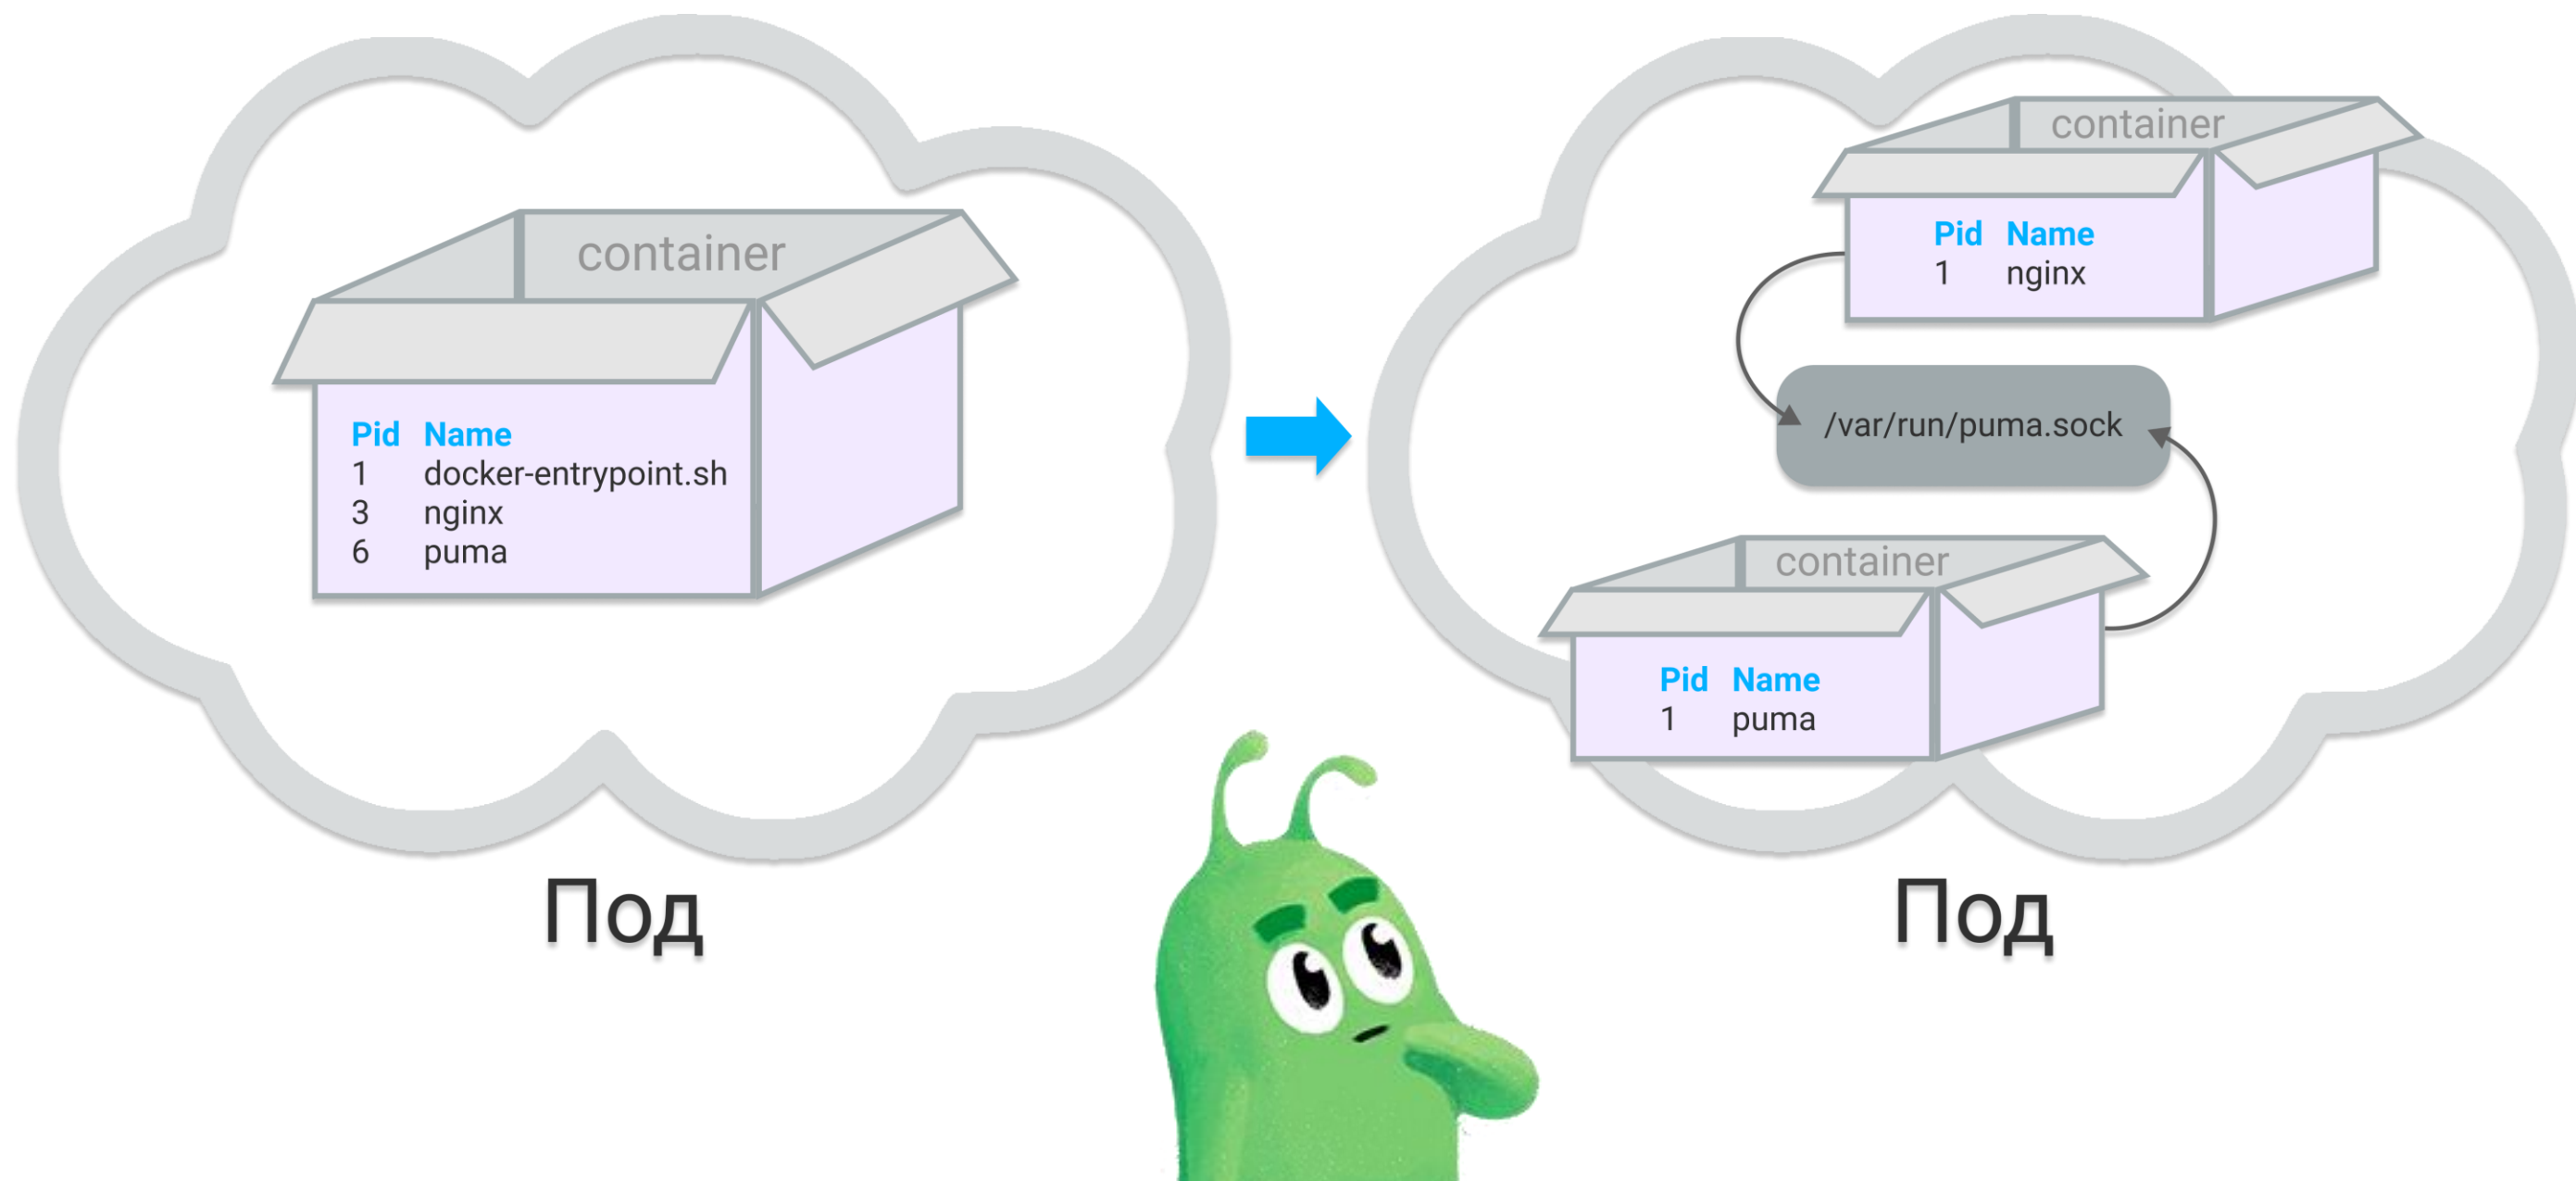 container
Pid Name
1 docker-entrypoint.sh
3 nginx
6 puma
Под
container
Pid Name
1 nginx
/var/run/puma.sock
container
Pid Name
1 puma
Под